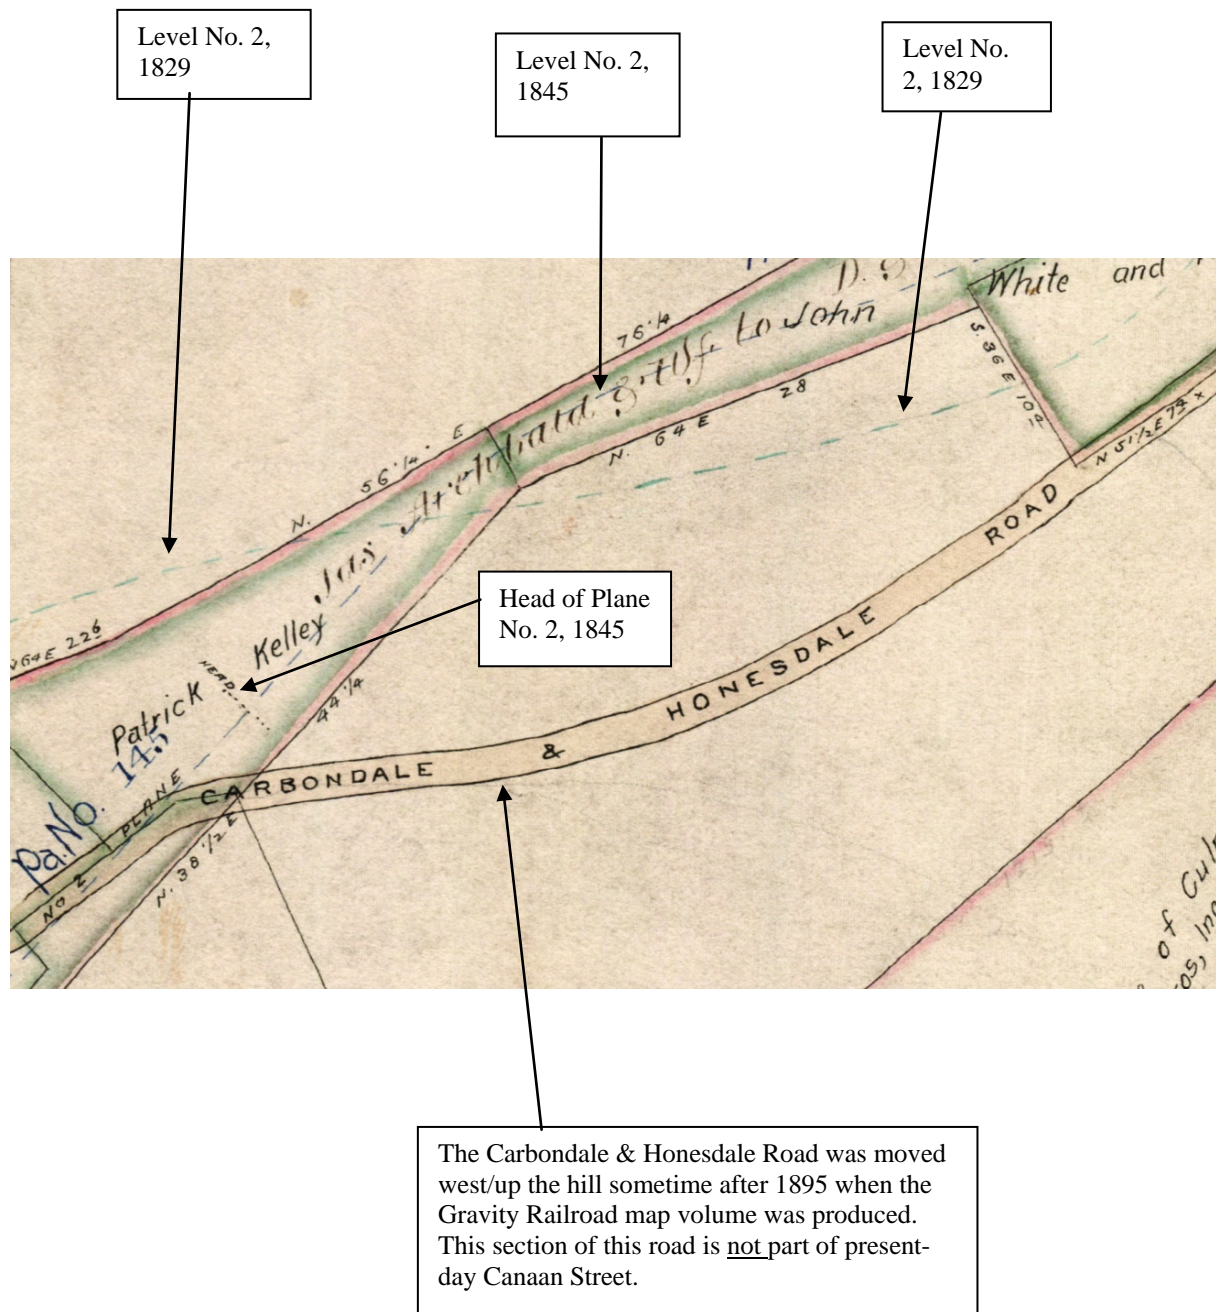 Level No. 2,
1829
Level No. 2,
1845
Level No.
2, 1829
White and
76 1/4
D. &
Jas Archbald & wife to John
S. 36 E 104
28
N. 64 E
N. 56 1/4 E
N 51 1/2 E
ROAD
Head of Plane
No. 2, 1845
N 64 E 226
Patrick Kelley
HEAD
44 1/4
HONESDALE
&
CARBONDALE
Pa. No. 145
No 2 PLANE
N. 38 1/2 E
of
The Carbondale & Honesdale Road was moved
west/up the hill sometime after 1895 when the
Gravity Railroad map volume was produced.
This section of this road is not part of present-
day Canaan Street.